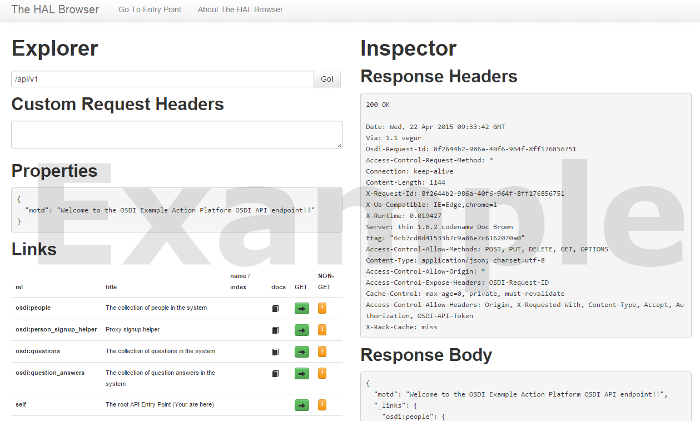 The HAL Browser Go To Entry Point About The HAL Browser
Explorer
/api/v1 Go!
Custom Request Headers
Properties
{
"motd": "Welcome to the OSDI Example Action Platform OSDI API endpoint!!"
}
Links
rel title name / index docs GET NON-GET
osdi:people The collection of people in the system
osdi:person_signup_helper Proxy signup helper
osdi:questions The collection of questions in the system
osdi:question_answers The collection of question answers in the
system
self The root API Entry Point (You are here)
Inspector
Response Headers
200 OK
Date: Wed, 22 Apr 2015 09:33:42 GMT
Via: 1.1 vegur
Osdi-Request-Id: 8f2644b2-986a-40f6-964f-8ff176856751
Access-Control-Request-Method: *
Connection: keep-alive
Content-Length: 1144
X-Request-Id: 8f2644b2-986a-40f6-964f-8ff176856751
X-Ua-Compatible: IE=Edge,chrome=1
X-Runtime: 0.019427
Server: thin 1.6.2 codename Doc Brown
Access-Control-Allow-Methods: POST, PUT, DELETE, GET, OPTIONS
Content-Type: application/json; charset=utf-8
Access-Control-Allow-Origin: *
Access-Control-Expose-Headers: OSDI-Request-ID
Cache-Control: max-age=0, private, must-revalidate
Access-Control-Allow-Headers: Origin, X-Requested-With, Content-Type, Accept, Au
thorization, OSDI-API-Token
X-Rack-Cache: miss
Response Body
{
"motd": "Welcome to the OSDI Example Action Platform OSDI API endpoint!!",
"_links": {
"osdi:people": {
Example